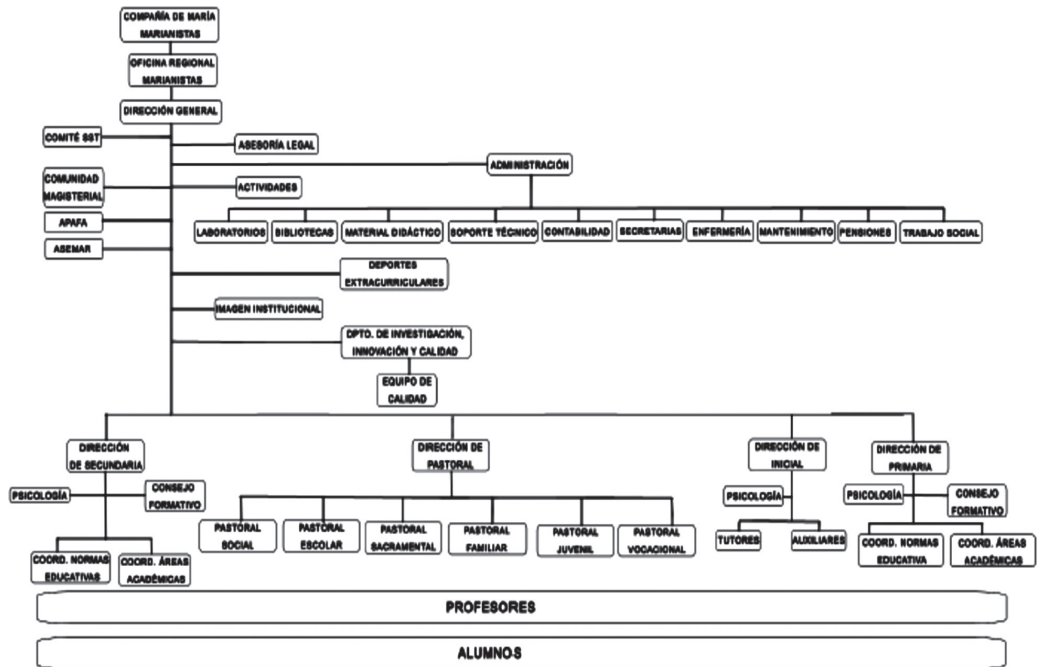 COMPAÑÍA DE MARÍA
MARIANISTAS
OFICINA REGIONAL
MARIANISTAS
DIRECCIÓN GENERAL
COMITÉ SST
ASESORÍA LEGAL
ADMINISTRACIÓN
COMUNIDAD
MAGISTERIAL
ACTIVIDADES
APAFA
LABORATORIOS
BIBLIOTECAS
MATERIAL DIDÁCTICO
SOPORTE TÉCNICO
CONTABILIDAD
SECRETARIAS
ENFERMERÍA
MANTENIMIENTO
PENSIONES
TRABAJO SOCIAL
ASEMAR
DEPORTES
EXTRACURRICULARES
IMAGEN INSTITUCIONAL
DPTO. DE INVESTIGACIÓN,
INNOVACIÓN Y CALIDAD
EQUIPO DE
CALIDAD
DIRECCIÓN
DE SECUNDARIA
DIRECCIÓN DE
PASTORAL
DIRECCIÓN DE
INICIAL
DIRECCIÓN DE
PRIMARIA
PSICOLOGÍA
CONSEJO
FORMATIVO
PSICOLOGÍA
PSICOLOGÍA
CONSEJO
FORMATIVO
PASTORAL
SOCIAL
PASTORAL
ESCOLAR
PASTORAL
SACRAMENTAL
PASTORAL
FAMILIAR
PASTORAL
JUVENIL
PASTORAL
VOCACIONAL
TUTORES
AUXILIARES
COORD. NORMAS
EDUCATIVA
COORD. ÁREAS
ACADÉMICAS
COORD. NORMAS
EDUCATIVAS
COORD. ÁREAS
ACADÉMICAS
PROFESORES
ALUMNOS